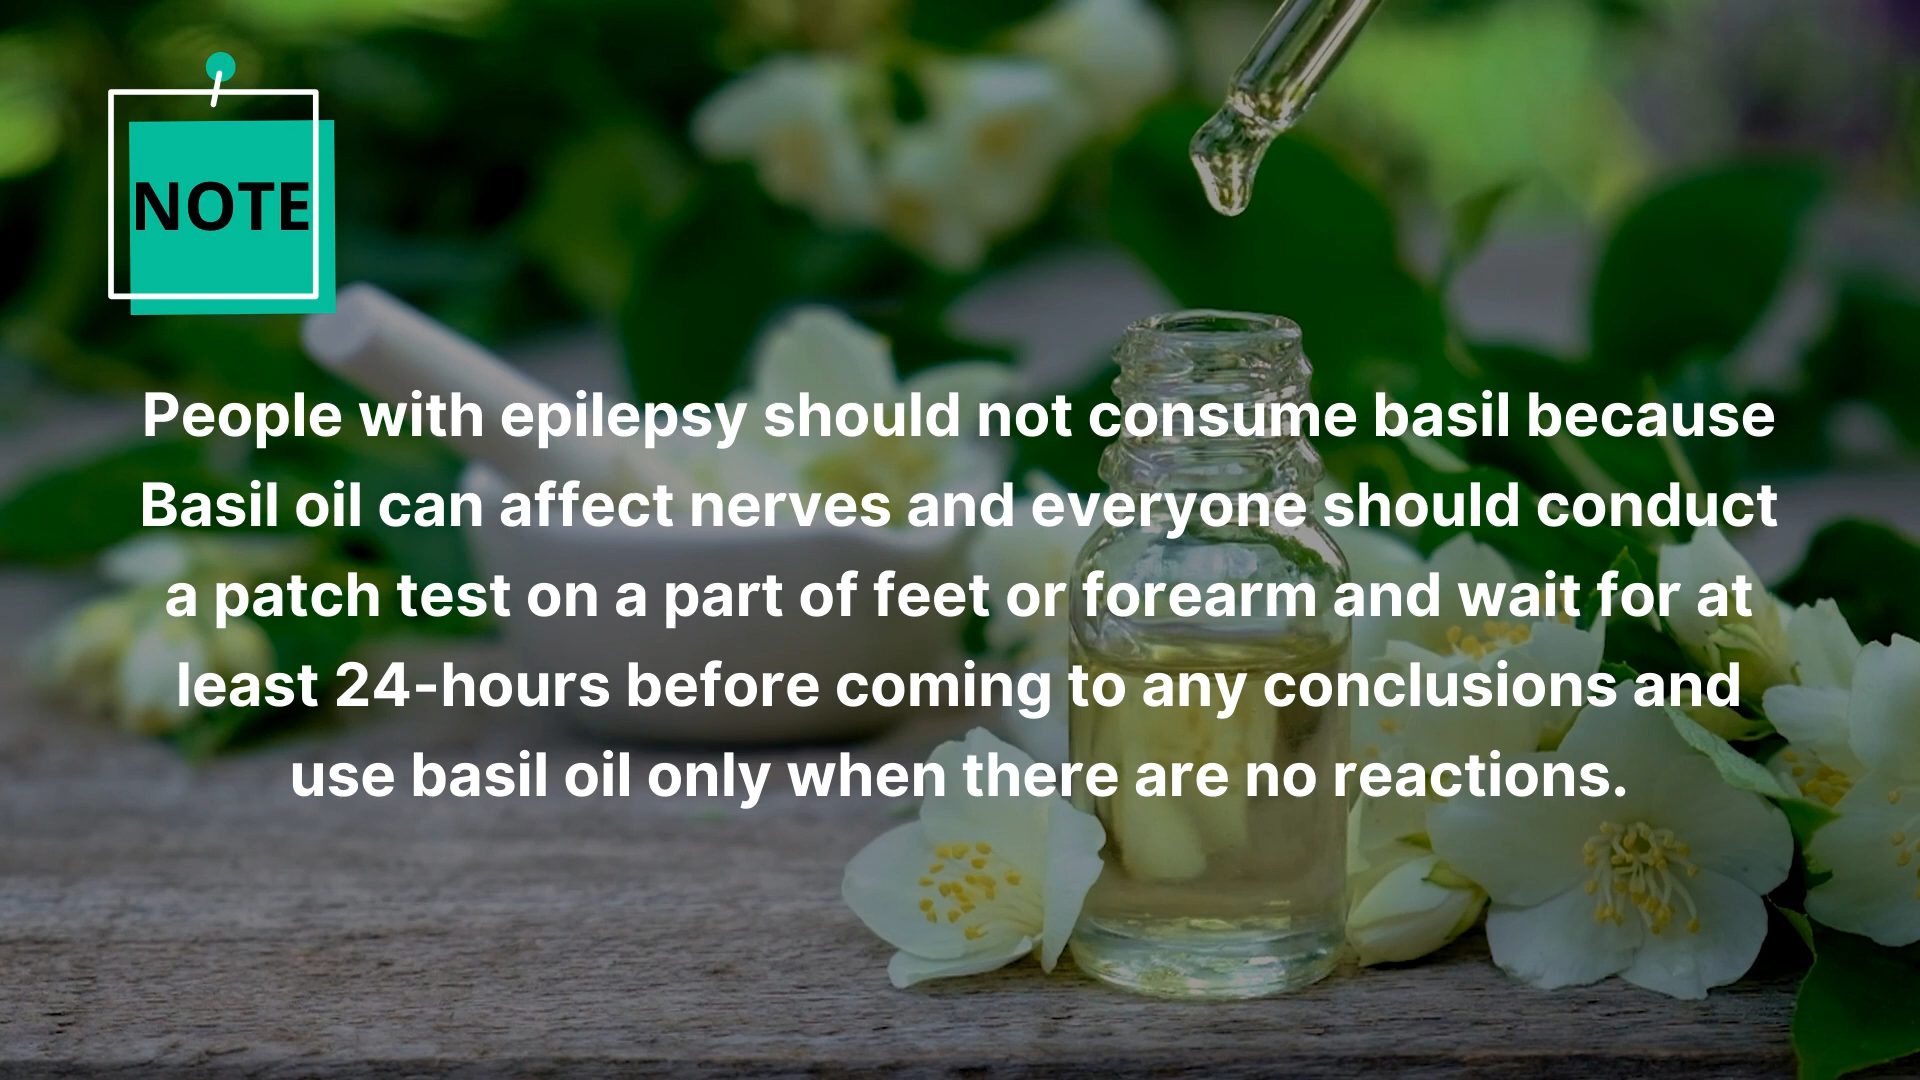 NOTE
People with epilepsy should not consume basil because
Basil oil can affect nerves and everyone should conduct
a patch test on a part of feet or forearm and wait for at
least 24-hours before coming to any conclusions and
use basil oil only when there are no reactions.